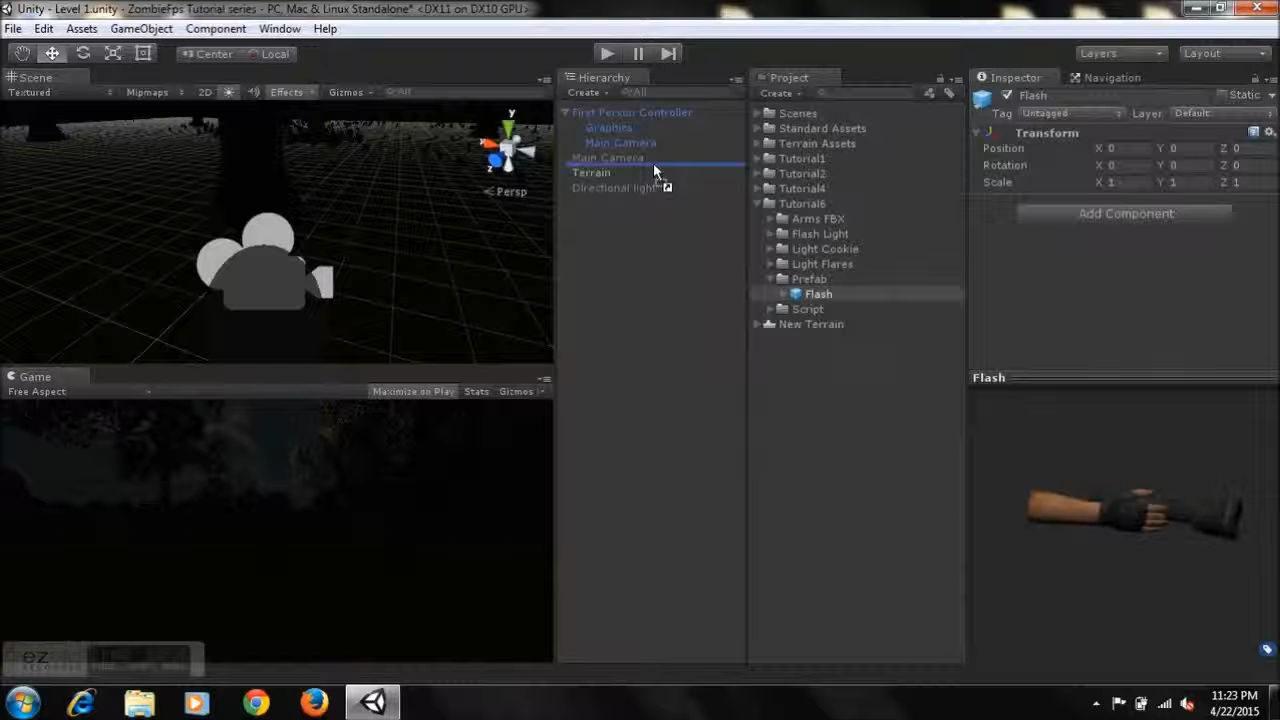 Unity - Level 1.unity - ZombieFps Tutorial series - PC, Mac & Linux Standalone* <DX11 on DX10 GPU>
File Edit Assets GameObject Component Window Help
Center Local Layers Layout
Scene
Textured Mipmaps 2D Effects Gizmos All
y
x
z
Persp
Game
Free Aspect Maximize on Play Stats Gizmos
Hierarchy
Create All
First Person Controller
Graphics
Main Camera
Main Camera
Terrain
Directional light
Project
Create
Scenes
Standard Assets
Terrain Assets
Tutorial1
Tutorial2
Tutorial4
Tutorial6
Arms FBX
Flash Light
Light Cookie
Light Flares
Prefab
Flash
Script
New Terrain
Inspector Navigation
Flash Static
Tag Untagged Layer Default
Transform
Position X 0 Y 0 Z 0
Rotation X 0 Y 0 Z 0
Scale X 1 Y 1 Z 1
Add Component
Flash
ez
11:23 PM
4/22/2015